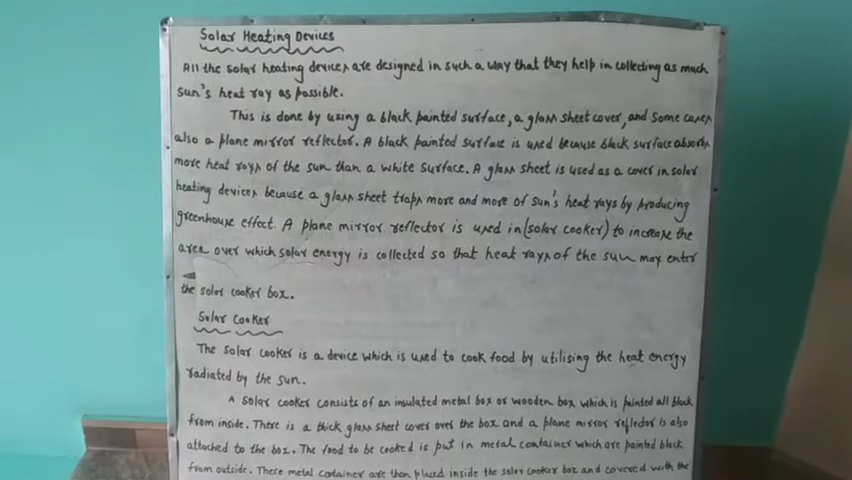 Solar Heating Devices
All the solar heating devices are designed in such a way that they help in collecting as much
sun's heat ray as possible.
This is done by using a black painted surface, a glass sheet cover, and some cases
also a plane mirror reflector. A black painted surface is used because black surface absorbs
more heat rays of the sun than a white surface. A glass sheet is used as a cover in solar
heating devices because a glass sheet traps more and more of sun's heat rays by producing
greenhouse effect. A plane mirror reflector is used in (solar cooker) to increase the
area over which solar energy is collected so that heat rays of the sun may enter
the solar cooker box.
Solar Cooker
The solar cooker is a device which is used to cook food by utilising the heat energy
radiated by the sun.
A solar cooker consists of an insulated metal box or wooden box which is painted all black
from inside. There is a thick glass sheet cover over the box and a plane mirror reflector is also
attached to the box. The food to be cooked is put in metal container which are painted black
from outside. These metal container are then placed inside the solar cooker box and covered with the